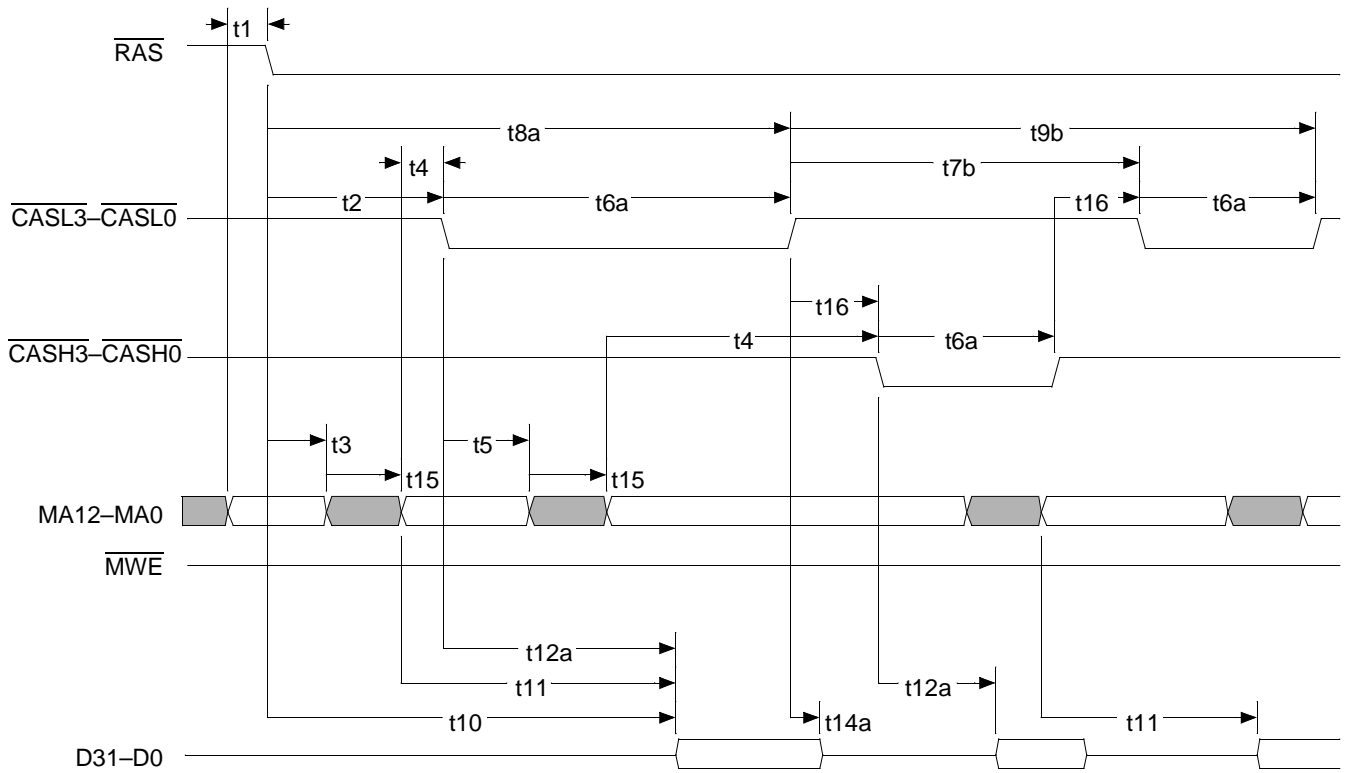 t1
RAS
t8a
t9b
t4
t7b
t2
t6a
t16
t6a
CASL3–CASL0
t16
t4
t6a
CASH3–CASH0
t3
t5
t15
t15
MA12–MA0
MWE
t12a
t11
t12a
t10
t14a
t11
D31–D0